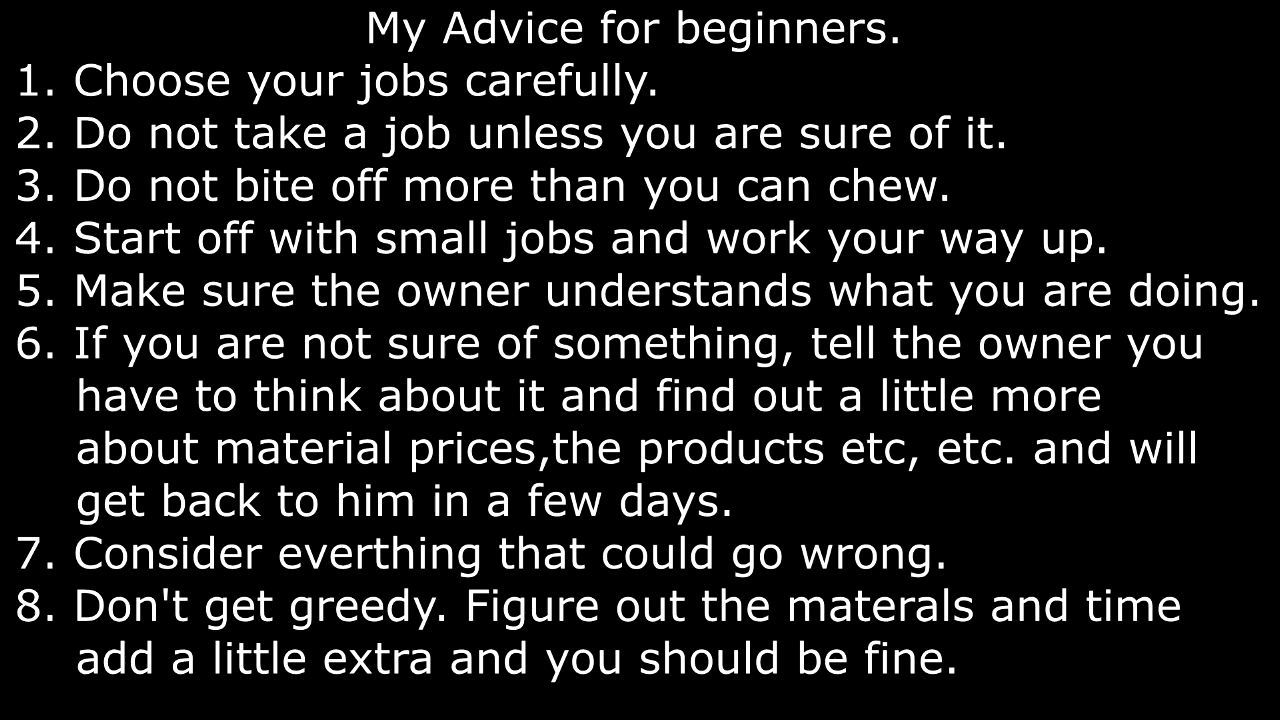 My Advice for beginners.
1. Choose your jobs carefully.
2. Do not take a job unless you are sure of it.
3. Do not bite off more than you can chew.
4. Start off with small jobs and work your way up.
5. Make sure the owner understands what you are doing.
6. If you are not sure of something, tell the owner you
have to think about it and find out a little more
about material prices,the products etc, etc. and will
get back to him in a few days.
7. Consider everthing that could go wrong.
8. Don't get greedy. Figure out the materals and time
add a little extra and you should be fine.